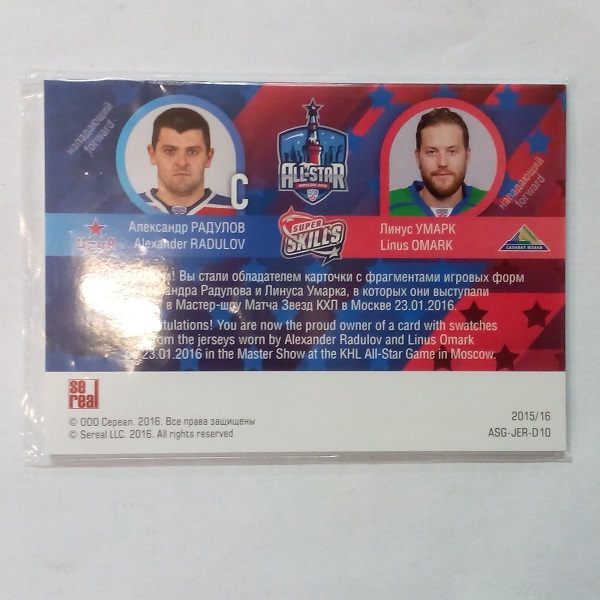 нападающий
forward
C
ALL★STAR
нападающий
forward
Александр РАДУЛОВ
Alexander RADULOV
SUPER
SKILLS
Линус УМАРК
Linus OMARK
САЛАВАТ ЮЛАЕВ
Вы стали обладателем карточки с фрагментами игровых форм
Радулова и Линуса Умарка, в которых они выступали
в Мастер-шоу Матча Звезд КХЛ в Москве 23.01.2016.
You are now the proud owner of a card with swatches
from the jerseys worn by Alexander Radulov and Linus Omark
23.01.2016 in the Master Show at the KHL All-Star Game in Moscow.
se
real
© ООО Сереал. 2016. Все права защищены
© Sereal LLC. 2016. All rights reserved
2015/16
ASG-JER-D10